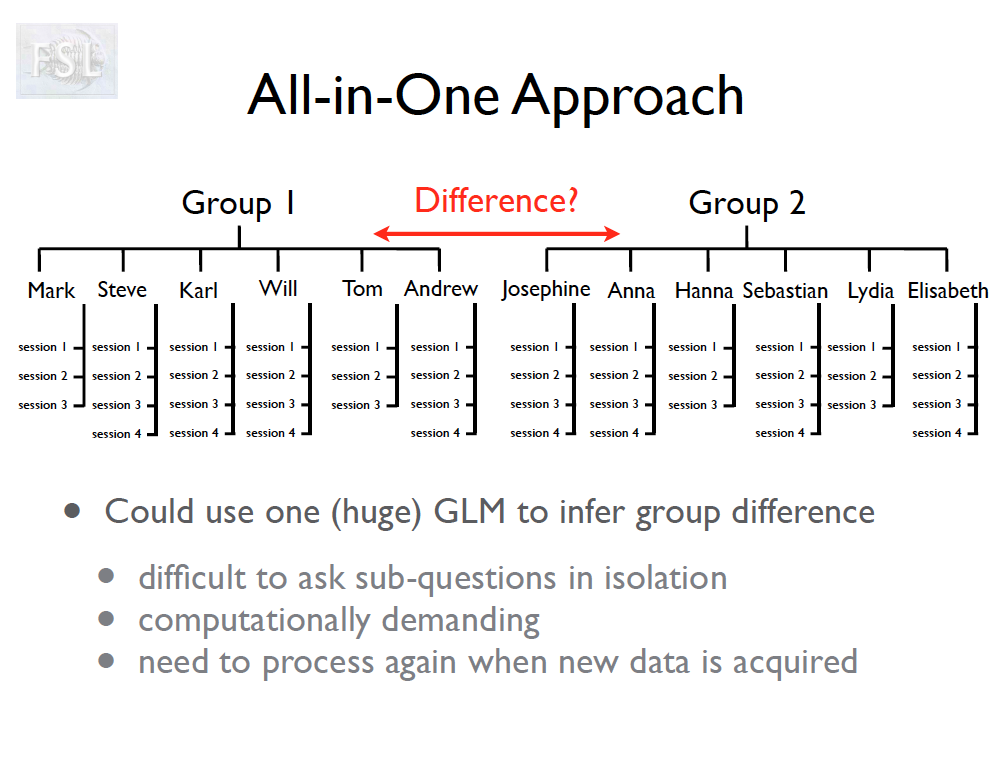 FSL
All-in-One Approach
Group 1 Difference? Group 2
Mark Steve Karl Will Tom Andrew Josephine Anna Hanna Sebastian Lydia Elisabeth
session 1 session 1 session 1 session 1 session 1 session 1 session 1 session 1 session 1 session 1 session 1 session 1
session 2 session 2 session 2 session 2 session 2 session 2 session 2 session 2 session 2 session 2 session 2 session 2
session 3 session 3 session 3 session 3 session 3 session 3 session 3 session 3 session 3 session 3 session 3 session 3
session 4 session 4 session 4 session 4 session 4 session 4 session 4 session 4
• Could use one (huge) GLM to infer group difference
• difficult to ask sub-questions in isolation
• computationally demanding
• need to process again when new data is acquired